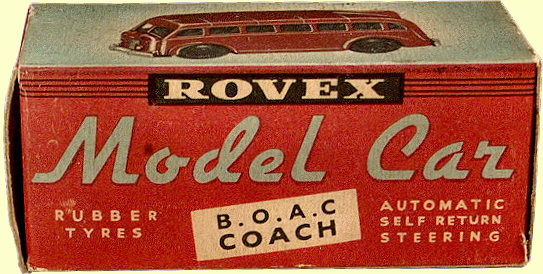 ROVEX
Model Car
RUBBER
TYRES
B.O.A.C
COACH
AUTOMATIC
SELF RETURN
STEERING